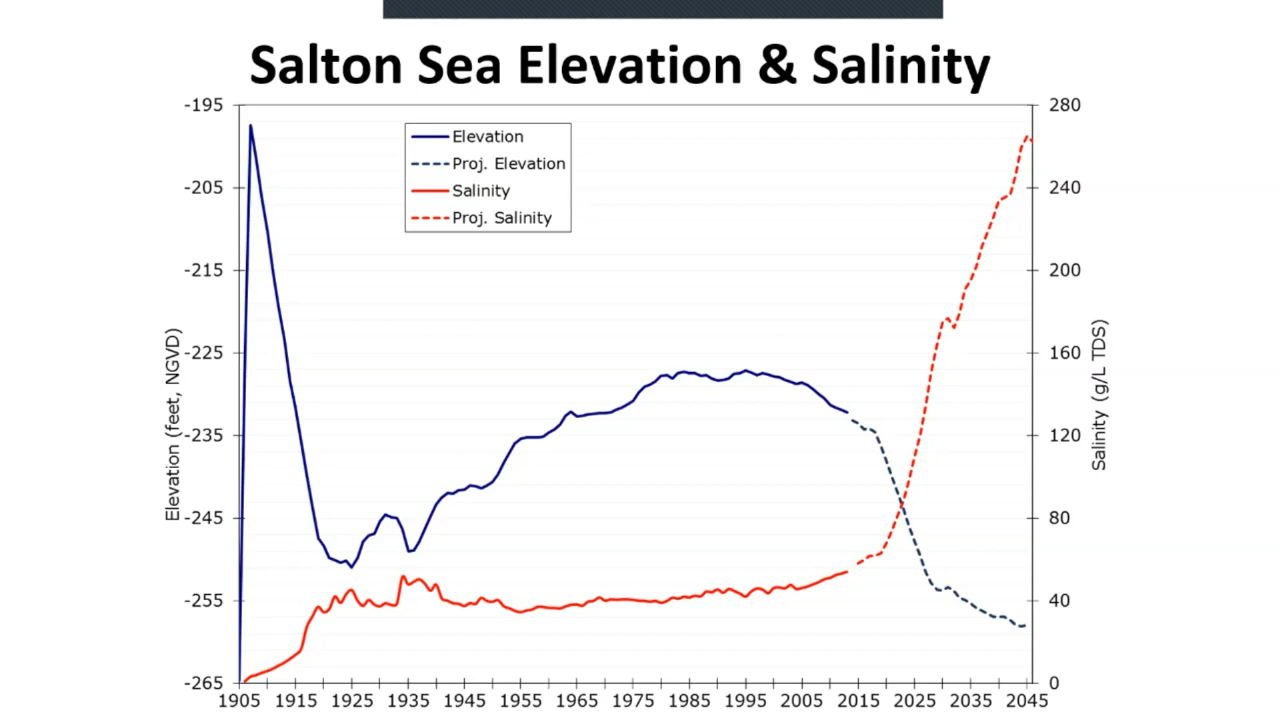 Salton Sea Elevation & Salinity
-195
-205
-215
-225
-235
-245
-255
-265
Elevation (feet, NGVD)
Elevation
Proj. Elevation
Salinity
Proj. Salinity
280
240
200
160
120
80
40
0
Salinity (g/L TDS)
1905 1915 1925 1935 1945 1955 1965 1975 1985 1995 2005 2015 2025 2035 2045